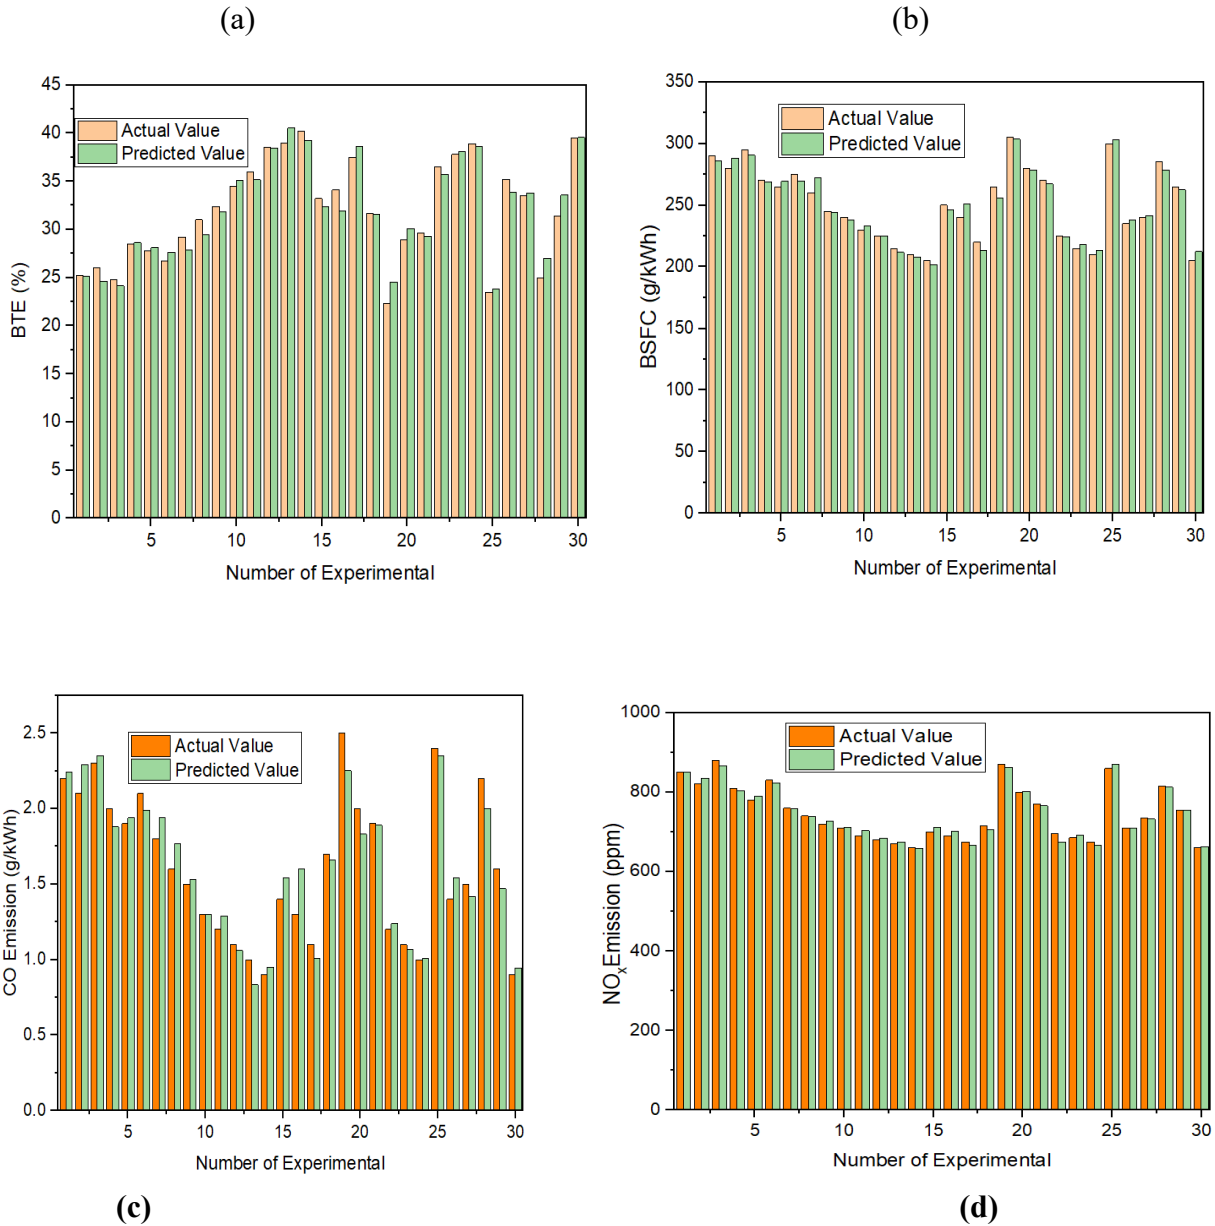 (a)
(b)
45
40
35
30
25
20
15
10
5
0
BTE (%)
Actual Value
Predicted Value
5 10 15 20 25 30
Number of Experimental
350
300
250
200
150
100
50
0
BSFC (g/kWh)
Actual Value
Predicted Value
5 10 15 20 25 30
Number of Experimental
2.5
2.0
1.5
1.0
0.5
0.0
CO Emission (g/kWh)
Actual Value
Predicted Value
5 10 15 20 25 30
Number of Experimental
(c)
1000
800
600
400
200
0
NOx Emission (ppm)
Actual Value
Predicted Value
5 10 15 20 25 30
Number of Experimental
(d)